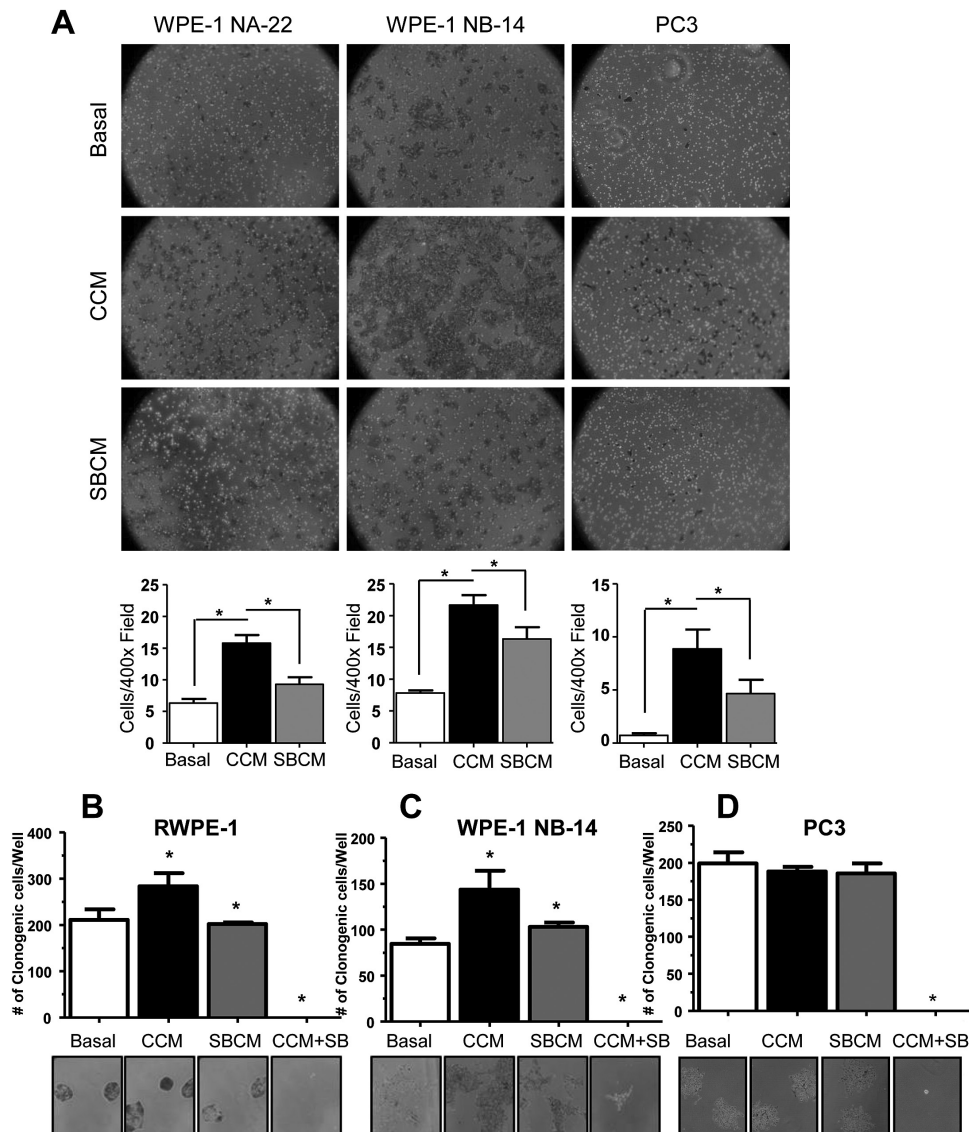 A
WPE-1 NA-22 WPE-1 NB-14 PC3
Basal
CCM
SBCM
Cells/400x Field
25
20
15
10
5
0
* *
Basal CCM SBCM
Cells/400x Field
25
20
15
10
5
0
* *
Basal CCM SBCM
Cells/400x Field
15
10
5
0
* *
Basal CCM SBCM
B
RWPE-1
# of Clonogenic cells/Well
400
300
200
100
0
* * *
Basal CCM SBCM CCM+SB
C
WPE-1 NB-14
# of Clonogenic cells/Well
200
150
100
50
0
* * *
Basal CCM SBCM CCM+SB
D
PC3
# of Clonogenic cells/Well
250
200
150
100
50
0
*
Basal CCM SBCM CCM+SB